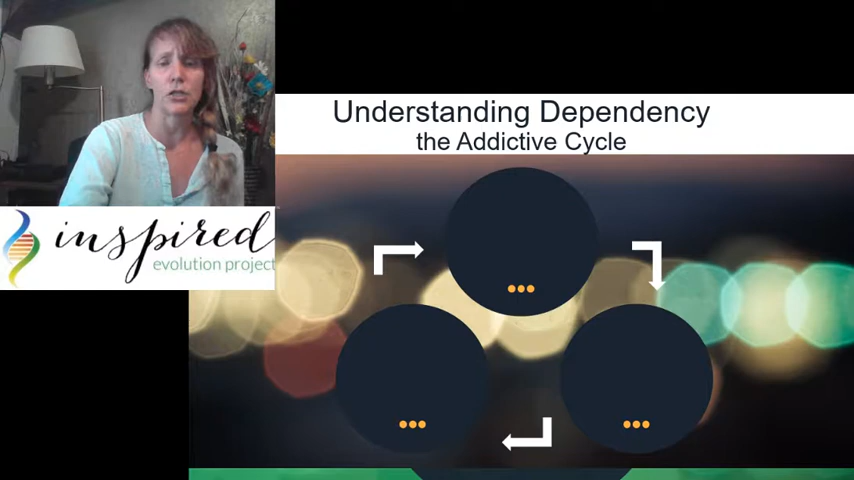 Understanding Dependency
the Addictive Cycle
inspired
evolution project